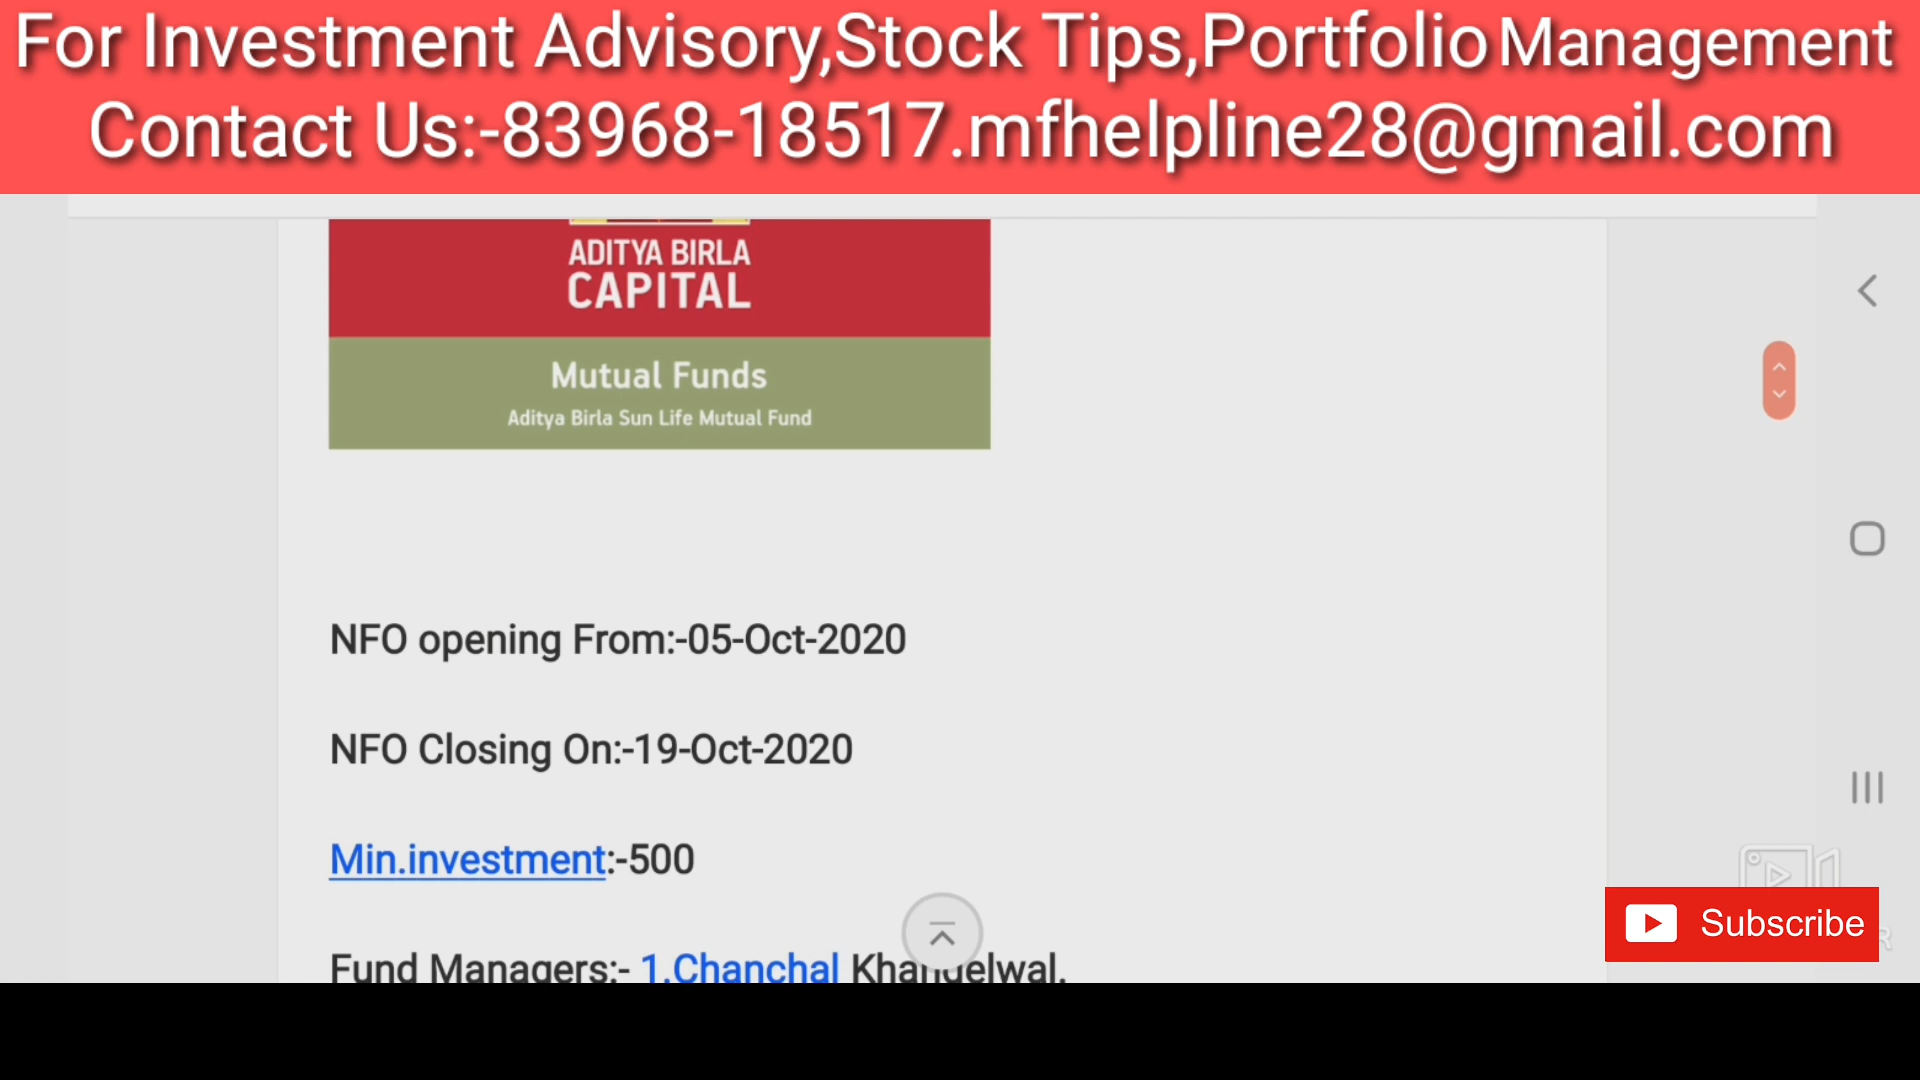 For Investment Advisory,Stock Tips,Portfolio Management
Contact Us:-83968-18517.mfhelpline28@gmail.com
ADITYA BIRLA
CAPITAL
Mutual Funds
Aditya Birla Sun Life Mutual Fund
NFO opening From:-05-Oct-2020
NFO Closing On:-19-Oct-2020
Min.investment:-500
Fund Managers:- 1.Chanchal Khandelwal.
Subscribe